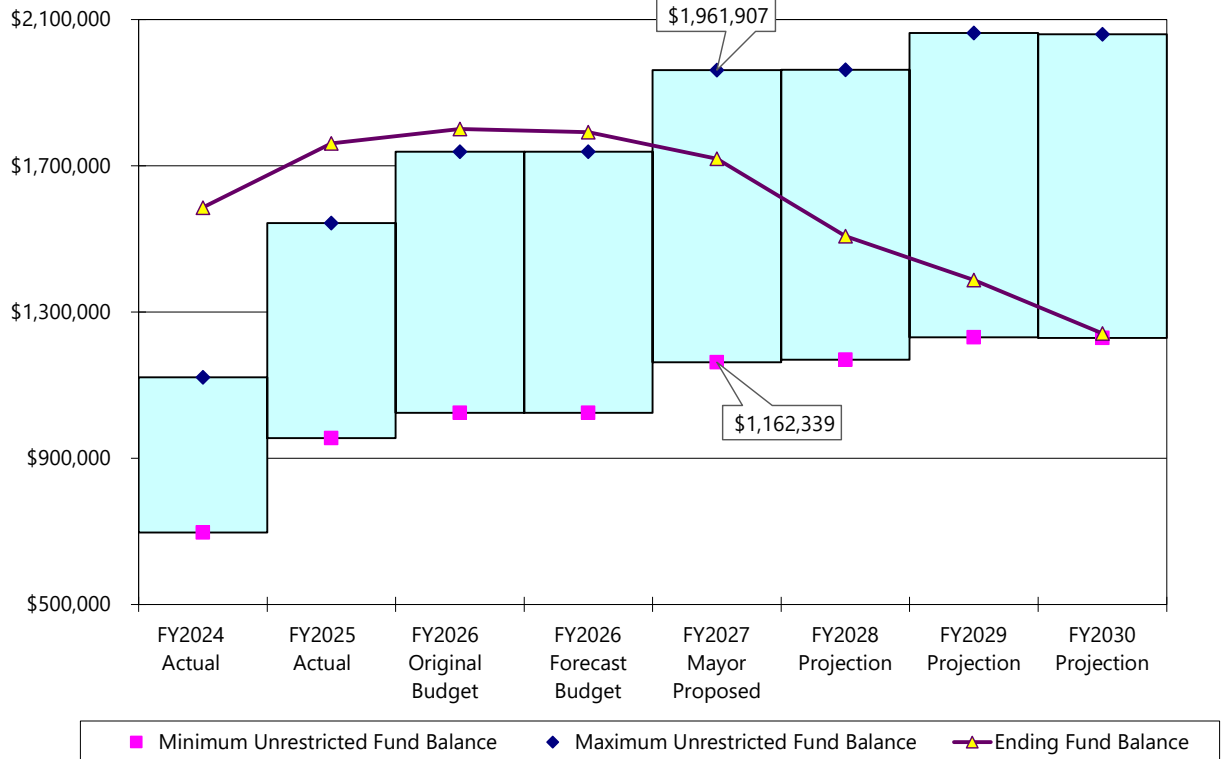 $2,100,000
$1,961,907
$1,700,000
$1,300,000
$1,162,339
$900,000
$500,000
FY2024
Actual
FY2025
Actual
FY2026
Original
Budget
FY2026
Forecast
Budget
FY2027
Mayor
Proposed
FY2028
Projection
FY2029
Projection
FY2030
Projection
Minimum Unrestricted Fund Balance
Maximum Unrestricted Fund Balance
Ending Fund Balance